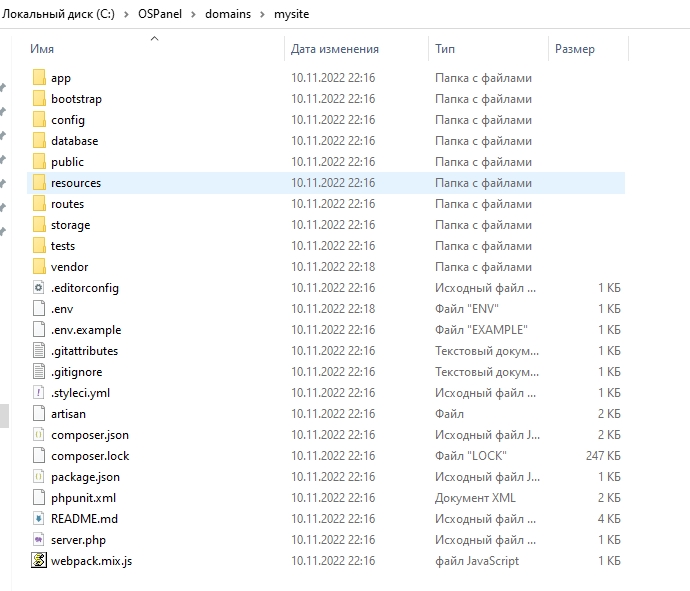 Локальный диск (C:) > OSPanel > domains > mysite
Имя Дата изменения Тип Размер
app 10.11.2022 22:16 Папка с файлами
bootstrap 10.11.2022 22:16 Папка с файлами
config 10.11.2022 22:16 Папка с файлами
database 10.11.2022 22:16 Папка с файлами
public 10.11.2022 22:16 Папка с файлами
resources 10.11.2022 22:16 Папка с файлами
routes 10.11.2022 22:16 Папка с файлами
storage 10.11.2022 22:16 Папка с файлами
tests 10.11.2022 22:16 Папка с файлами
vendor 10.11.2022 22:18 Папка с файлами
.editorconfig 10.11.2022 22:16 Исходный файл ... 1 КБ
.env 10.11.2022 22:18 Файл "ENV" 1 КБ
.env.example 10.11.2022 22:16 Файл "EXAMPLE" 1 КБ
.gitattributes 10.11.2022 22:16 Текстовый докум... 1 КБ
.gitignore 10.11.2022 22:16 Текстовый докум... 1 КБ
.styleci.yml 10.11.2022 22:16 Исходный файл ... 1 КБ
artisan 10.11.2022 22:16 Файл 2 КБ
composer.json 10.11.2022 22:16 Исходный файл J... 2 КБ
composer.lock 10.11.2022 22:16 Файл "LOCK" 247 КБ
package.json 10.11.2022 22:16 Исходный файл J... 1 КБ
phpunit.xml 10.11.2022 22:16 Документ XML 2 КБ
README.md 10.11.2022 22:16 Исходный файл ... 4 КБ
server.php 10.11.2022 22:16 Исходный файл ... 1 КБ
webpack.mix.js 10.11.2022 22:16 файл JavaScript 1 КБ